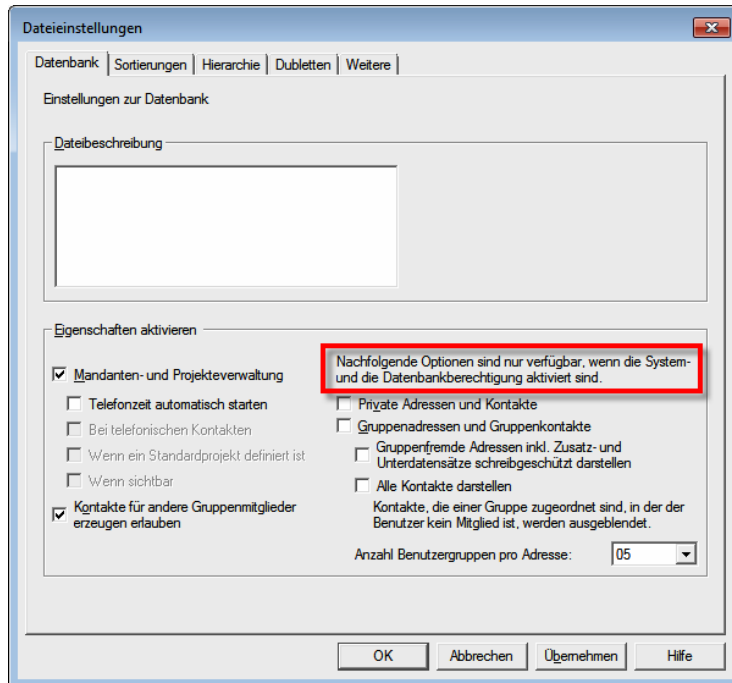 Dateieinstellungen
Datenbank Sortierungen Hierarchie Dubletten Weitere
Einstellungen zur Datenbank
Dateibeschreibung
Eigenschaften aktivieren
Mandanten- und Projekteverwaltung
Telefonzeit automatisch starten
Bei telefonischen Kontakten
Wenn ein Standardprojekt definiert ist
Wenn sichtbar
Kontakte für andere Gruppenmitglieder
erzeugen erlauben
Nachfolgende Optionen sind nur verfügbar, wenn die System-
und die Datenbankberechtigung aktiviert sind.
Private Adressen und Kontakte
Gruppenadressen und Gruppenkontakte
Gruppenfremde Adressen inkl. Zusatz- und
Unterdatensätze schreibgeschützt darstellen
Alle Kontakte darstellen
Kontakte, die einer Gruppe zugeordnet sind, in der der
Benutzer kein Mitglied ist, werden ausgeblendet.
Anzahl Benutzergruppen pro Adresse: 05
OK Abbrechen Übernehmen Hilfe